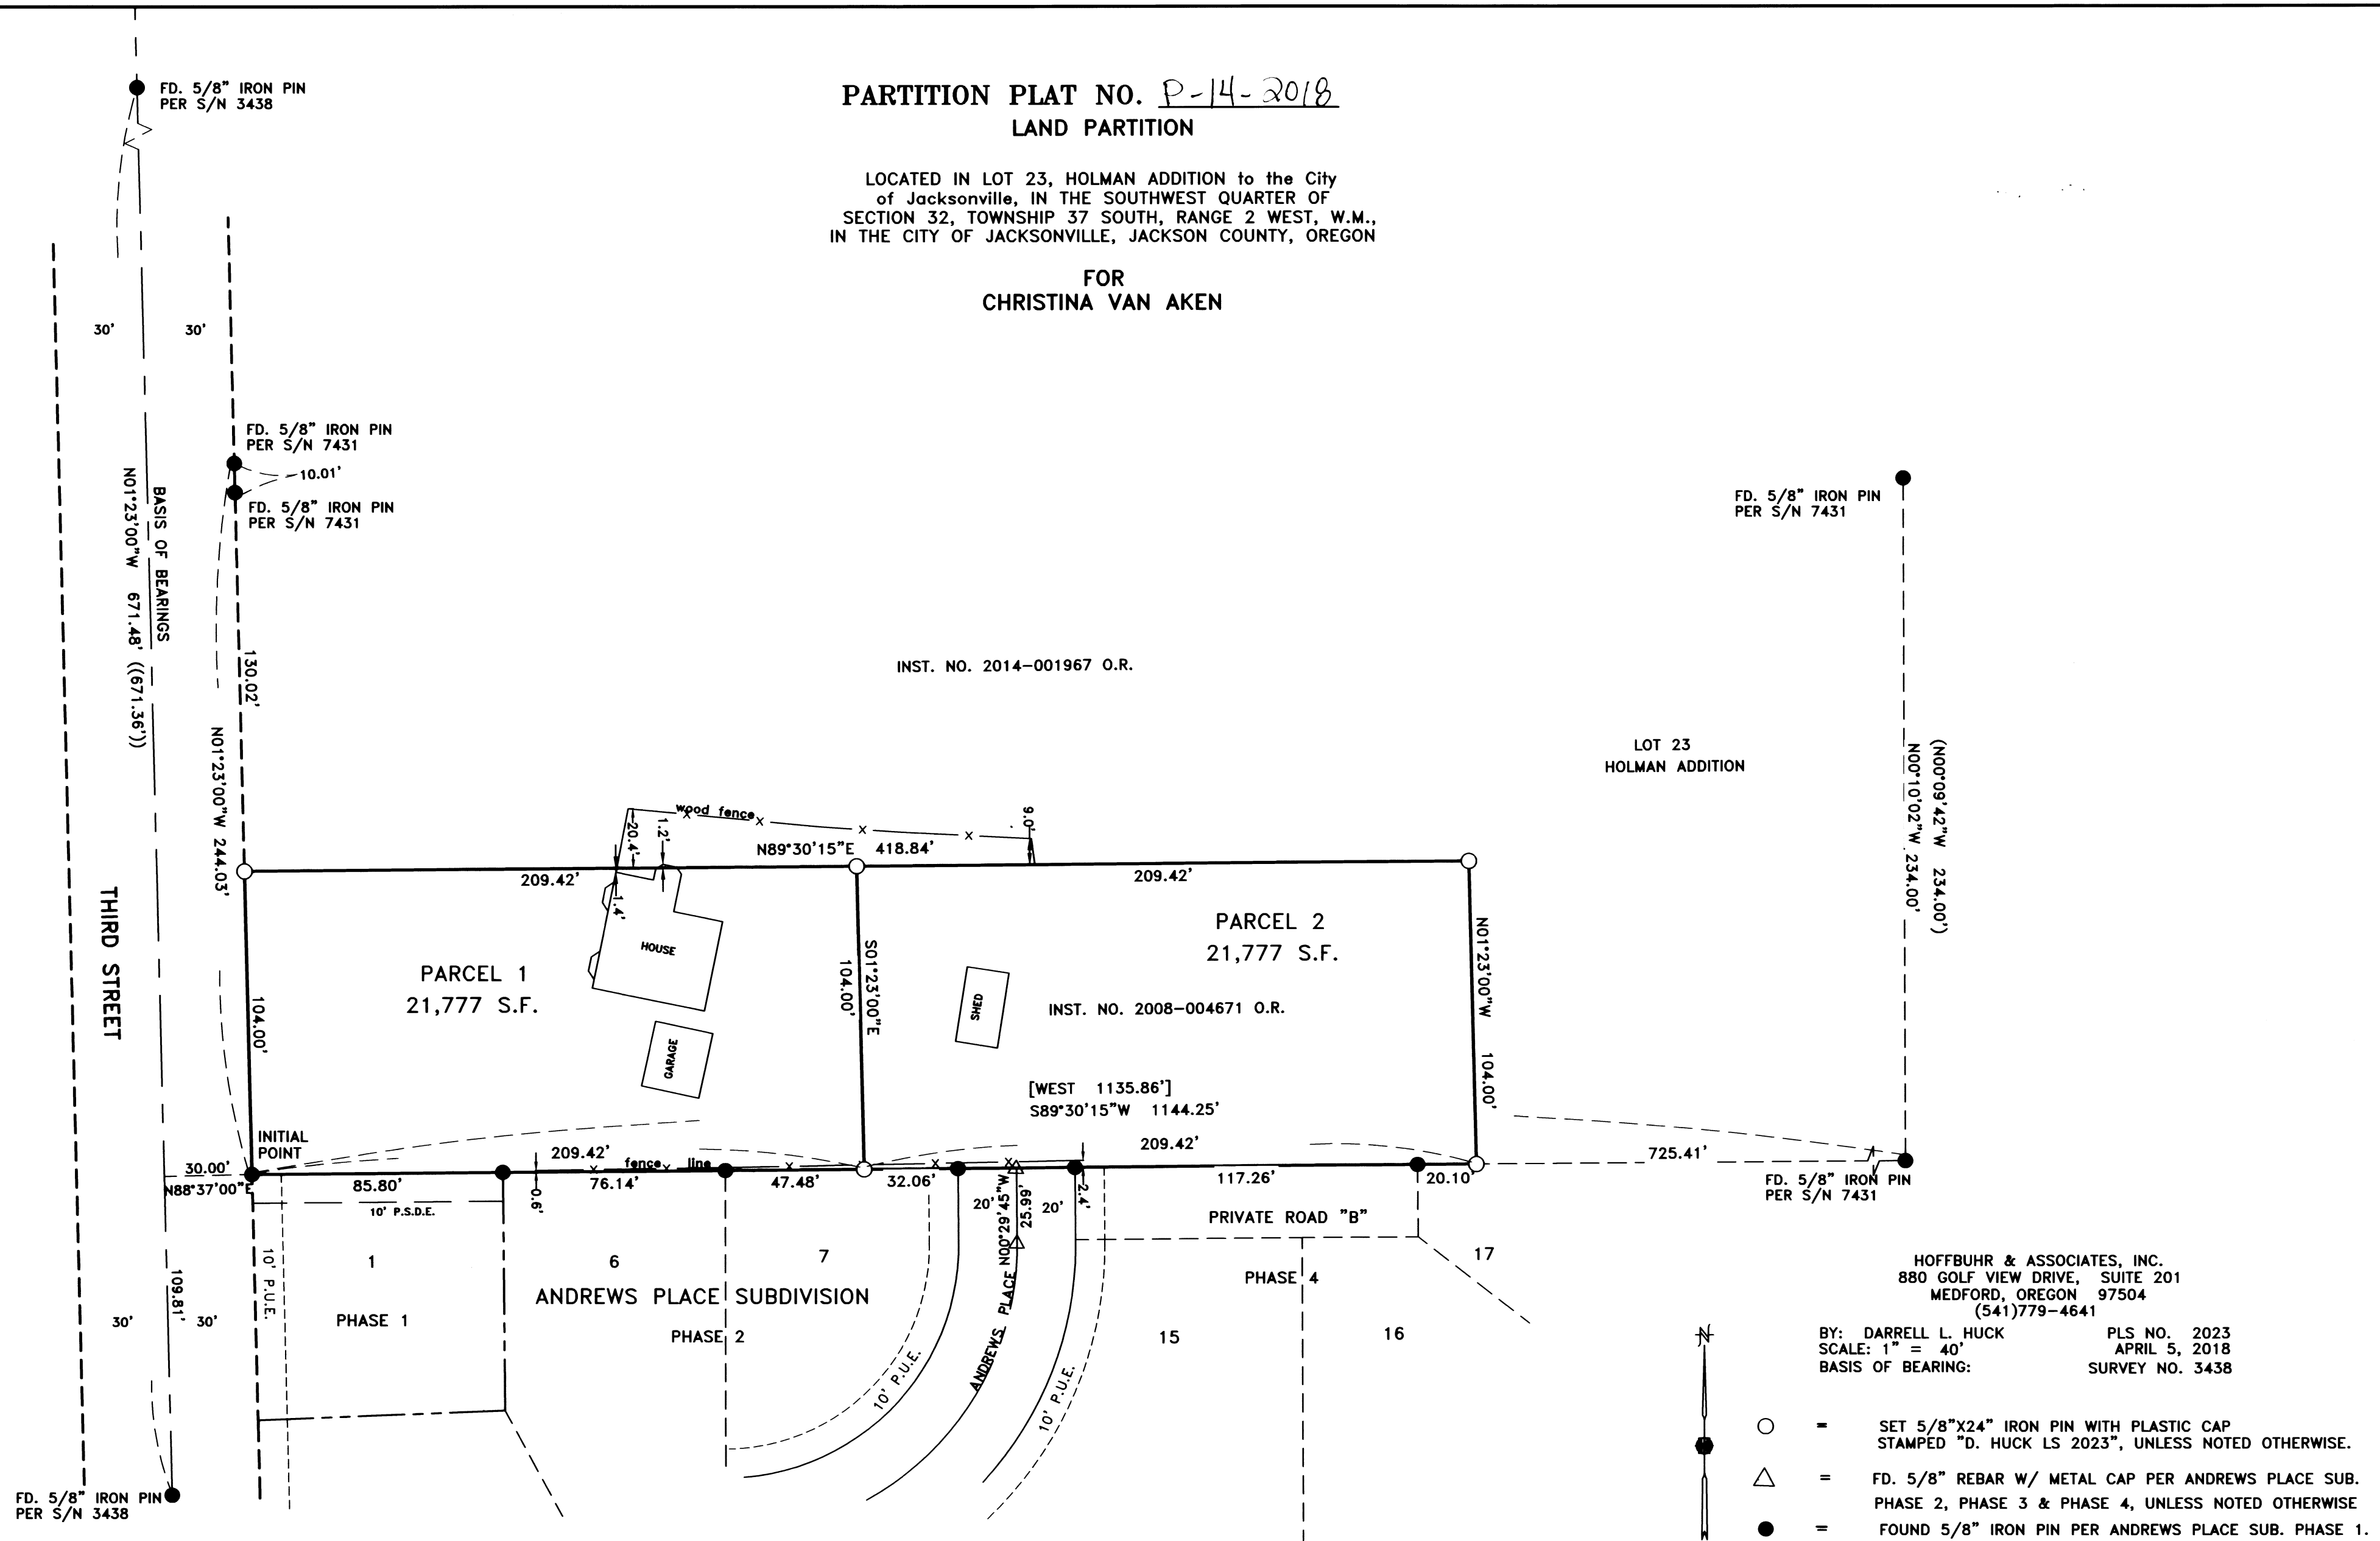 FD. 5/8" IRON PIN
PER S/N 3438
PARTITION PLAT NO. P-14-2018
LAND PARTITION
LOCATED IN LOT 23, HOLMAN ADDITION to the City
of Jacksonville, IN THE SOUTHWEST QUARTER OF
SECTION 32, TOWNSHIP 37 SOUTH, RANGE 2 WEST, W.M.,
IN THE CITY OF JACKSONVILLE, JACKSON COUNTY, OREGON
FOR
CHRISTINA VAN AKEN
30'
30'
FD. 5/8" IRON PIN
PER S/N 7431
10.01'
FD. 5/8" IRON PIN
PER S/N 7431
BASIS OF BEARINGS
N01°23'00"W 671.48' ((671.36'))
130.02'
N01°23'00"W 244.03'
THIRD STREET
FD. 5/8" IRON PIN
PER S/N 7431
INST. NO. 2014-001967 O.R.
LOT 23
HOLMAN ADDITION
(N00°09'42"W 234.00')
N00°10'02"W 234.00'
wood fence
20.4'
1.2'
9.0'
N89°30'15"E 418.84'
209.42'
209.42'
1.4'
HOUSE
GARAGE
SHED
PARCEL 1
21,777 S.F.
PARCEL 2
21,777 S.F.
INST. NO. 2008-004671 O.R.
104.00'
S01°23'00"E
104.00'
N01°23'00"W
104.00'
[WEST 1135.86']
S89°30'15"W 1144.25'
INITIAL
POINT
30.00'
N88°37'00"E
209.42'
fence line
209.42'
725.41'
85.80'
76.14'
47.48'
32.06'
117.26'
20.10'
0.6'
2.4'
10' P.S.D.E.
20'
N00°29'45"W
25.99'
20'
FD. 5/8" IRON PIN
PER S/N 7431
PRIVATE ROAD "B"
109.81'
10' P.U.E.
30'
30'
1
PHASE 1
6
7
ANDREWS PLACE SUBDIVISION
PHASE 2
ANDREWS PLACE
10' P.U.E.
10' P.U.E.
PHASE 4
15
16
17
FD. 5/8" IRON PIN
PER S/N 3438
HOFFBUHR & ASSOCIATES, INC.
880 GOLF VIEW DRIVE, SUITE 201
MEDFORD, OREGON 97504
(541)779-4641
BY: DARRELL L. HUCK PLS NO. 2023
SCALE: 1" = 40' APRIL 5, 2018
BASIS OF BEARING: SURVEY NO. 3438
N
= SET 5/8"X24" IRON PIN WITH PLASTIC CAP
STAMPED "D. HUCK LS 2023", UNLESS NOTED OTHERWISE.
= FD. 5/8" REBAR W/ METAL CAP PER ANDREWS PLACE SUB.
PHASE 2, PHASE 3 & PHASE 4, UNLESS NOTED OTHERWISE
= FOUND 5/8" IRON PIN PER ANDREWS PLACE SUB. PHASE 1.